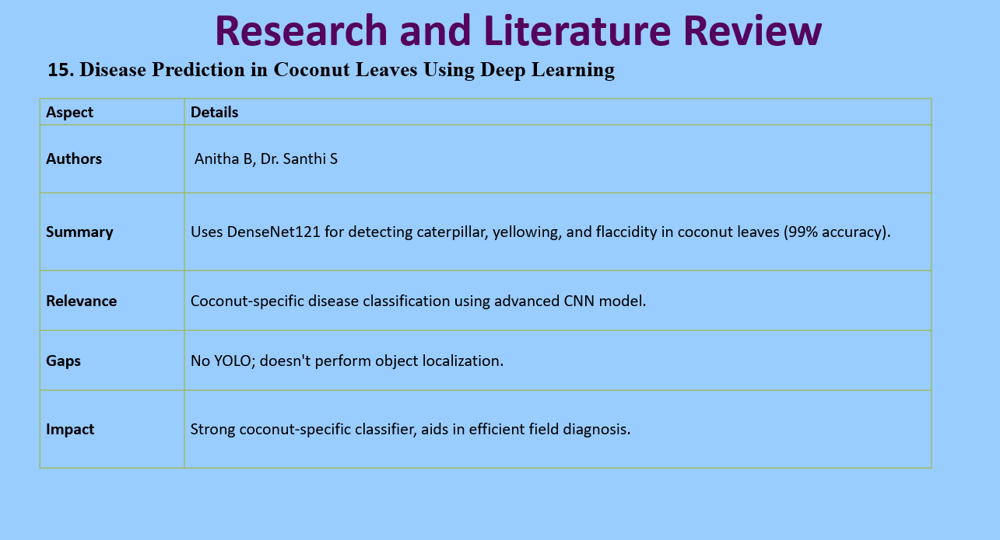 Research and Literature Review
15. Disease Prediction in Coconut Leaves Using Deep Learning
Aspect Details
Authors Anitha B, Dr. Santhi S
Summary Uses DenseNet121 for detecting caterpillar, yellowing, and flaccidity in coconut leaves (99% accuracy).
Relevance Coconut-specific disease classification using advanced CNN model.
Gaps No YOLO; doesn't perform object localization.
Impact Strong coconut-specific classifier, aids in efficient field diagnosis.